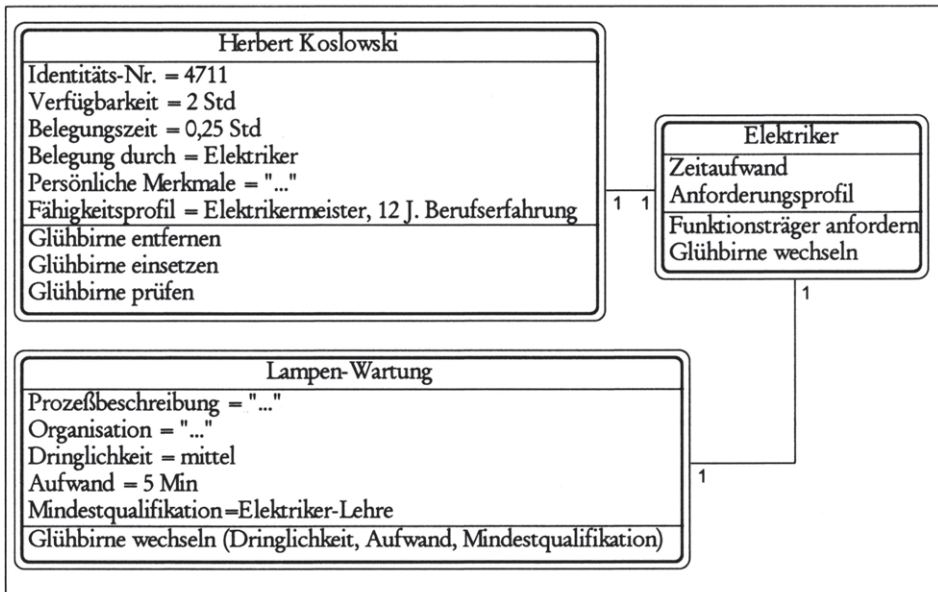 Herbert Koslowski
Identitäts-Nr. = 4711
Verfügbarkeit = 2 Std
Belegungszeit = 0,25 Std
Belegung durch = Elektriker
Persönliche Merkmale = "..."
Fähigkeitsprofil = Elektrikermeister, 12 J. Berufserfahrung
Glühbirne entfernen
Glühbirne einsetzen
Glühbirne prüfen
1 1
Elektriker
Zeitaufwand
Anforderungsprofil
Funktionsträger anfordern
Glühbirne wechseln
1
Lampen-Wartung
Prozeßbeschreibung = "..."
Organisation = "..."
Dringlichkeit = mittel
Aufwand = 5 Min
Mindestqualifikation=Elektriker-Lehre
Glühbirne wechseln (Dringlichkeit, Aufwand, Mindestqualifikation)
1